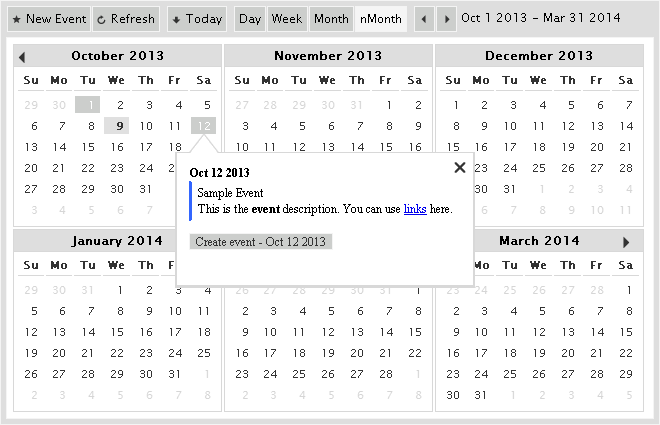 New Event Refresh Today Day Week Month nMonth Oct 1 2013 – Mar 31 2014
October 2013
Su Mo Tu We Th Fr Sa
29 30 1 2 3 4 5
6 7 8 9 10 11 12
13 14 15 16 17 18
20 21 22 23 24
27 28 29 30 31
3 4 5 6 7
November 2013
Su Mo Tu We Th Fr Sa
27 28 29 30 31 1 2
3 4 5 6 7 8 9
10 11 12 13 14 15 16
December 2013
Su Mo Tu We Th Fr Sa
1 2 3 4 5 6 7
8 9 10 11 12 13 14
15 16 17 18 19 20 21
24 25 26 27 28
30 31 1 2 3 4
6 7 8 9 10 11
Oct 12 2013
Sample Event
This is the event description. You can use links here.
Create event - Oct 12 2013
January 2014
Su Mo Tu We Th Fr Sa
29 30 31 1 2 3 4
5 6 7 8 9 10 11
12 13 14 15 16 17 18
19 20 21 22 23 24 25
26 27 28 29 30 31 1
2 3 4 5 6 7 8
26 27 28 29 30 31 1
2 3 4 5 6 7 8
9 10 11 12 13 14 15
16 17 18 19 20 21 22
23 24 25 26 27 28 1
2 3 4 5 6 7 8
March 2014
Su Mo Tu We Th Fr Sa
23 24 25 26 27 28 1
2 3 4 5 6 7 8
9 10 11 12 13 14 15
16 17 18 19 20 21 22
23 24 25 26 27 28 29
30 31 1 2 3 4 5